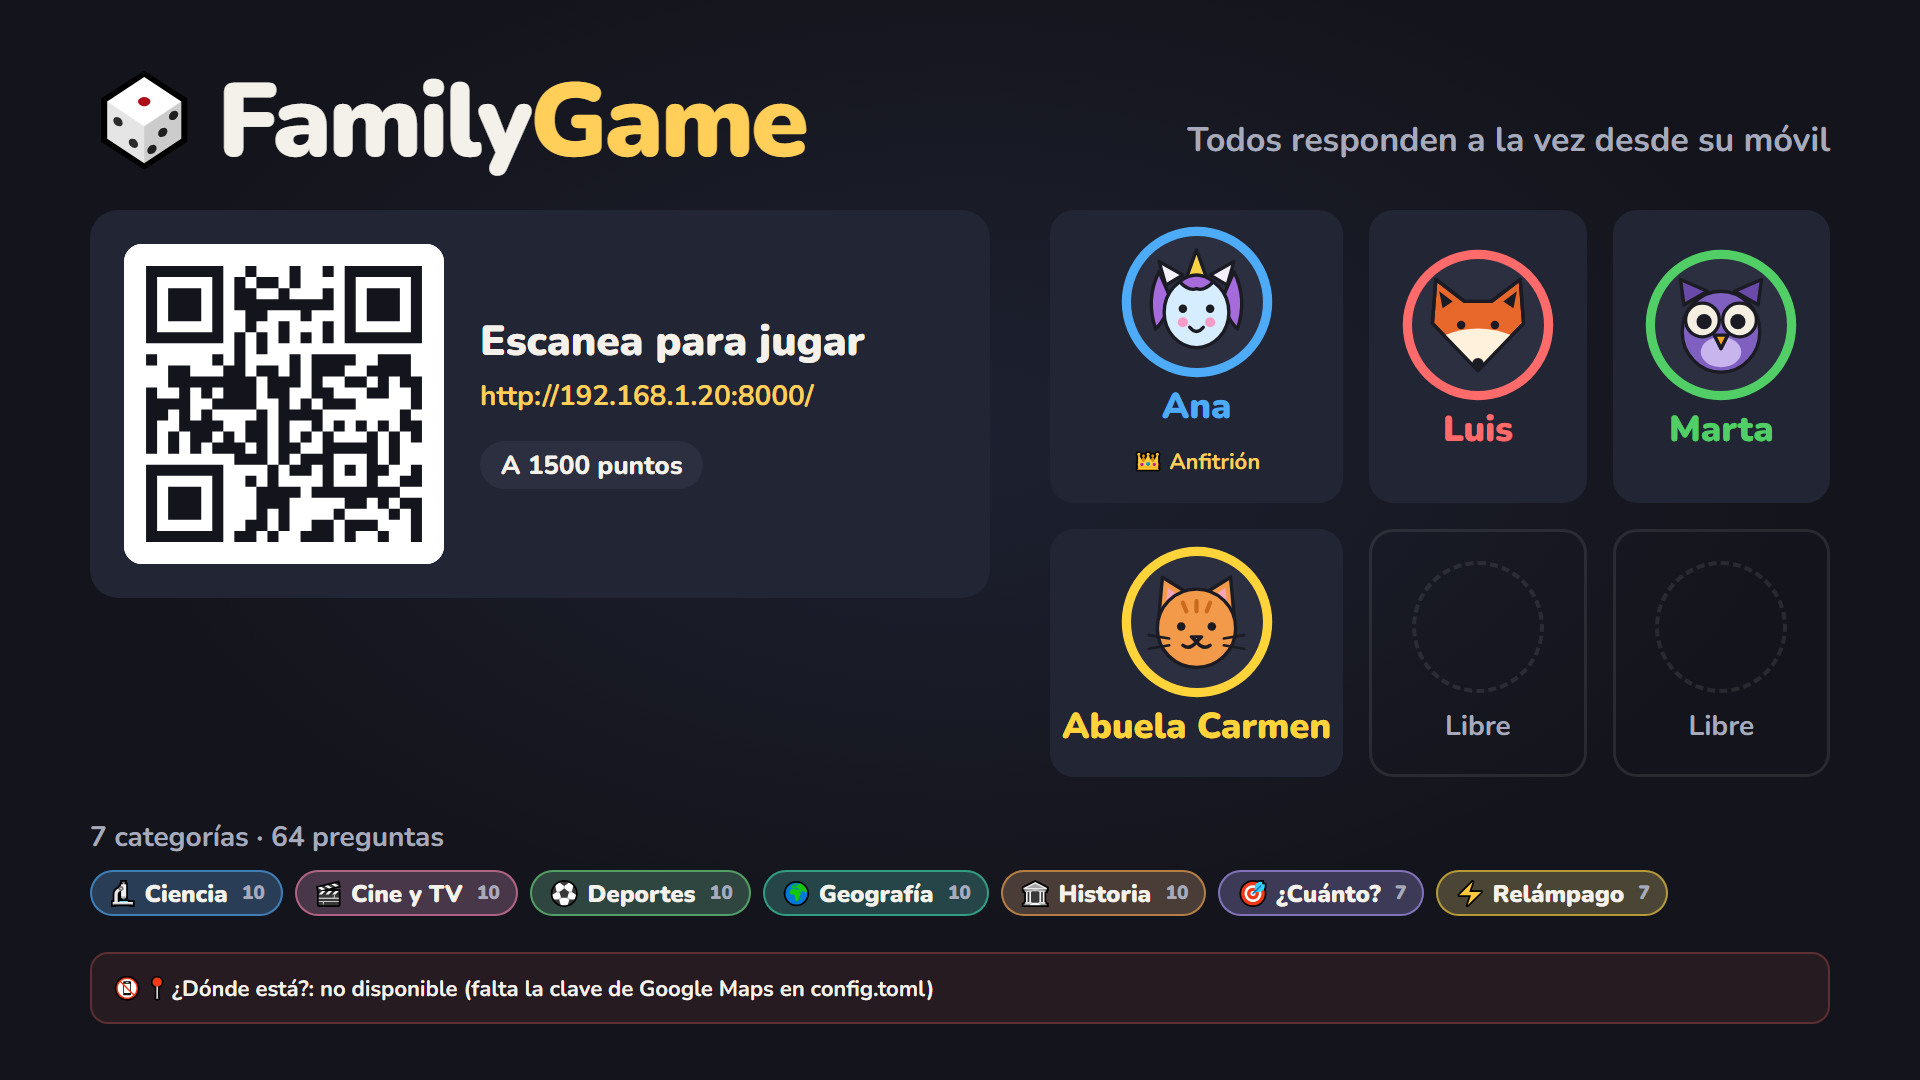 FamilyGame
Todos responden a la vez desde su móvil
Escanea para jugar
http://192.168.1.20:8000/
A 1500 puntos
Ana
Anfitrión
Luis
Marta
Abuela Carmen
Libre
Libre
7 categorías · 64 preguntas
Ciencia 10
Cine y TV 10
Deportes 10
Geografía 10
Historia 10
¿Cuánto? 7
Relámpago 7
¿Dónde está?: no disponible (falta la clave de Google Maps en config.toml)